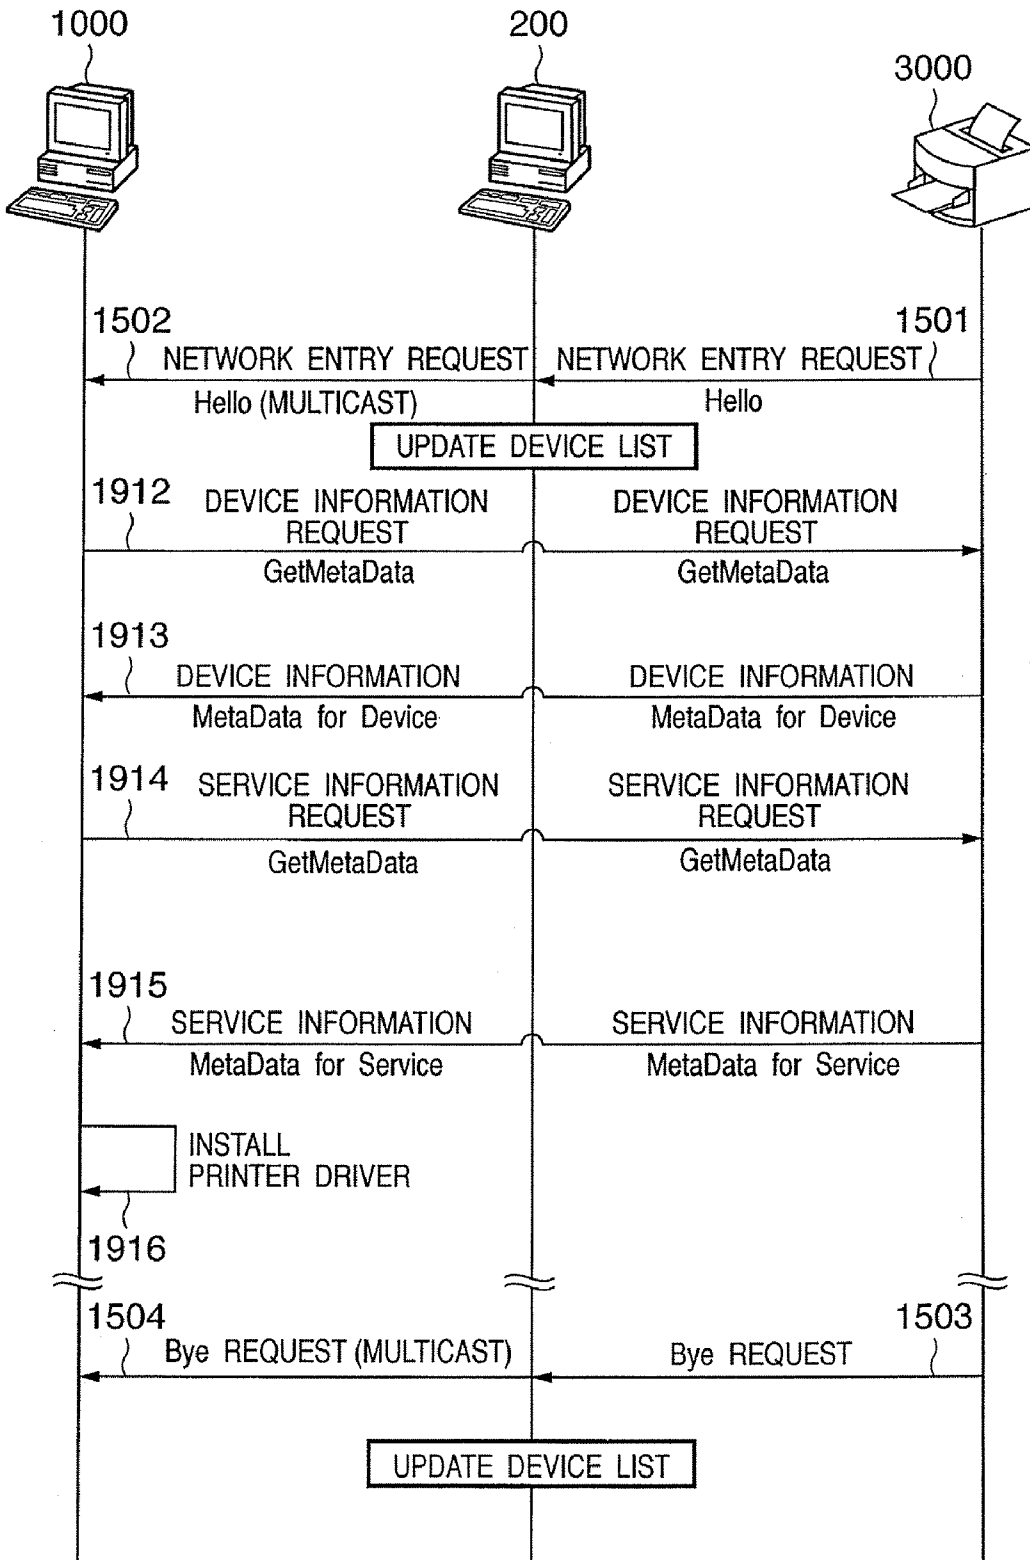 1000
200
3000
1502
1501
NETWORK ENTRY REQUEST
NETWORK ENTRY REQUEST
Hello (MULTICAST)
Hello
UPDATE DEVICE LIST
1912
DEVICE INFORMATION
REQUEST
DEVICE INFORMATION
REQUEST
GetMetaData
GetMetaData
1913
DEVICE INFORMATION
DEVICE INFORMATION
MetaData for Device
MetaData for Device
1914
SERVICE INFORMATION
REQUEST
SERVICE INFORMATION
REQUEST
GetMetaData
GetMetaData
1915
SERVICE INFORMATION
SERVICE INFORMATION
MetaData for Service
MetaData for Service
INSTALL
PRINTER DRIVER
1916
1504
1503
Bye REQUEST (MULTICAST)
Bye REQUEST
UPDATE DEVICE LIST